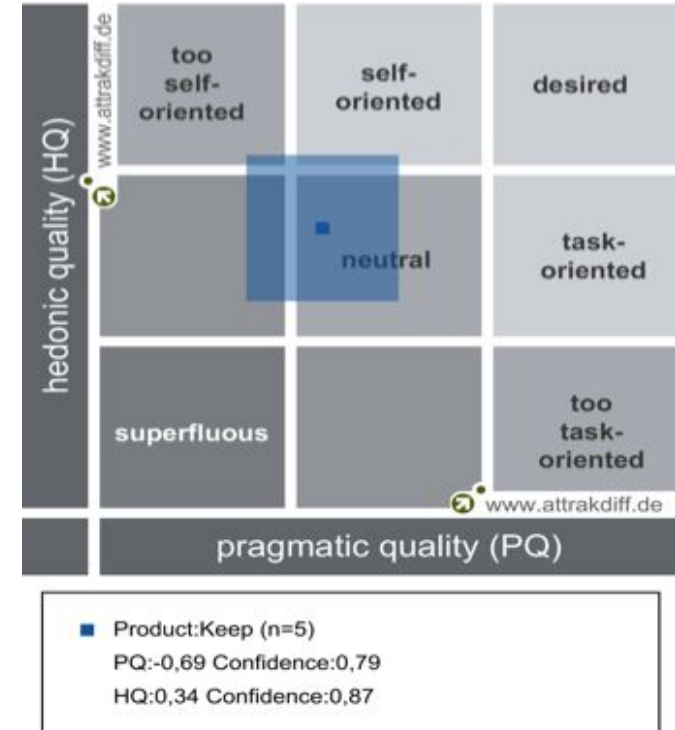 www.attrakdiff.de
hedonic quality (HQ)
too
self-
oriented
self-
oriented
desired
neutral
task-
oriented
superfluous
too
task-
oriented
www.attrakdiff.de
pragmatic quality (PQ)
Product:Keep (n=5)
PQ:-0,69 Confidence:0,79
HQ:0,34 Confidence:0,87